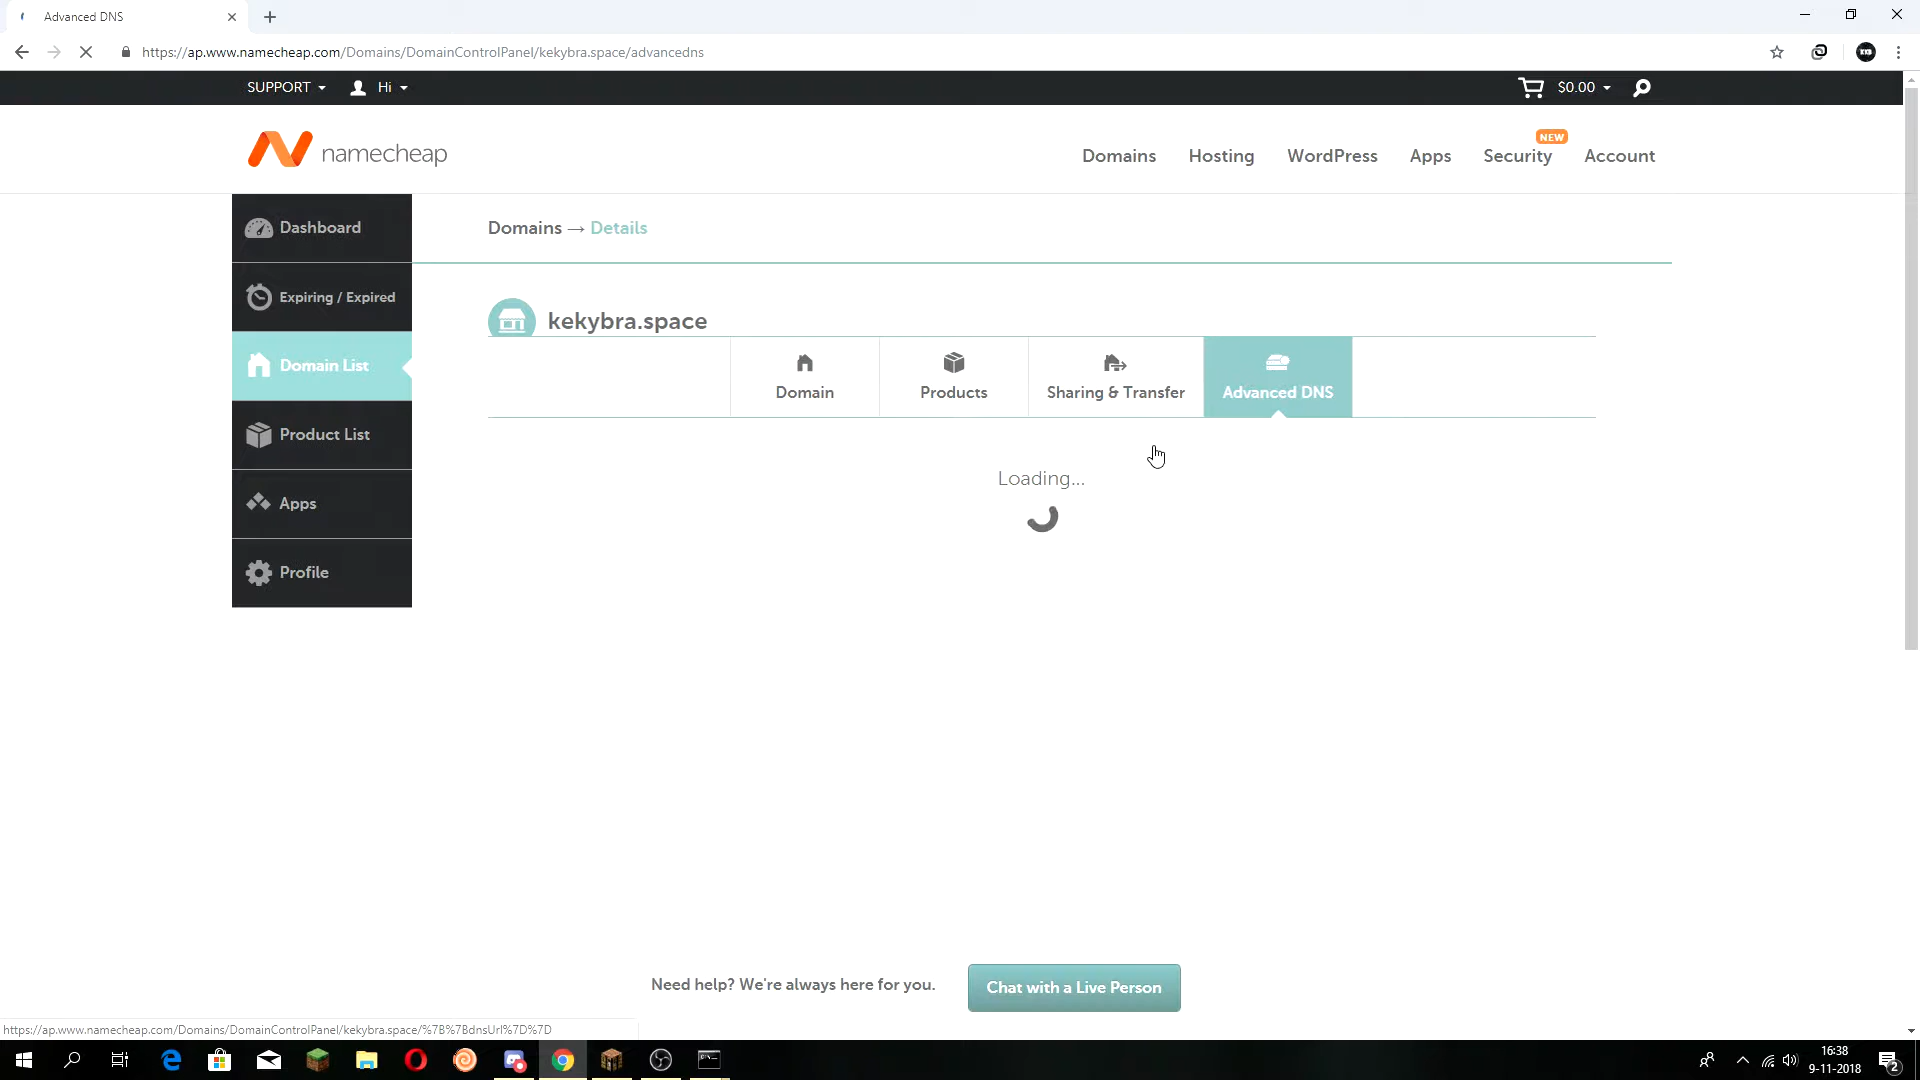 Advanced DNS
https://ap.www.namecheap.com/Domains/DomainControlPanel/kekybra.space/advancedns
SUPPORT
Hi
$0.00
namecheap
Domains
Hosting
WordPress
Apps
Security
NEW
Account
Dashboard
Expiring / Expired
Domain List
Product List
Apps
Profile
Domains → Details
kekybra.space
Domain
Products
Sharing & Transfer
Advanced DNS
Loading...
Need help? We're always here for you.
Chat with a Live Person
https://ap.www.namecheap.com/Domains/DomainControlPanel/kekybra.space/%7B%7BdnsUrl%7D%7D
16:38
9-11-2018
2